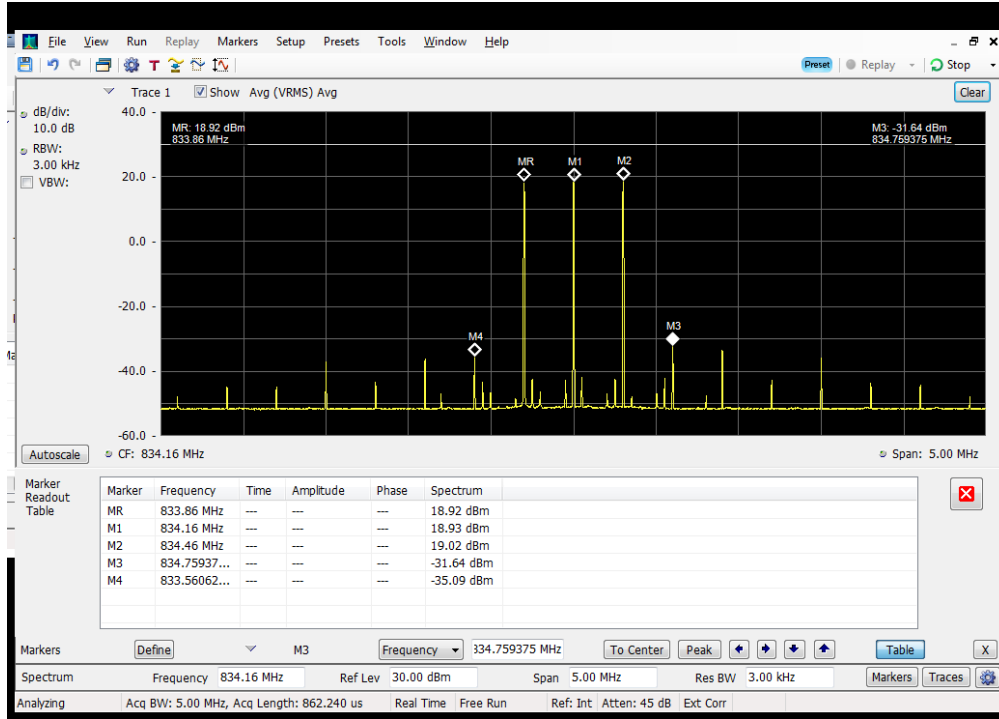 File View Run Replay Markers Setup Presets Tools Window Help
T Preset Replay Stop
Trace 1 Show Avg (VRMS) Avg Clear
dB/div: 40.0
10.0 dB
RBW:
3.00 kHz
VBW:
MR: 18.92 dBm
833.86 MHz
M3: -31.64 dBm
834.759375 MHz
MR M1 M2
20.0
0.0
-20.0
M3
M4
-40.0
-60.0
Autoscale CF: 834.16 MHz Span: 5.00 MHz
Marker
Readout
Table
Marker Frequency Time Amplitude Phase Spectrum
MR 833.86 MHz --- --- --- 18.92 dBm
M1 834.16 MHz --- --- --- 18.93 dBm
M2 834.46 MHz --- --- --- 19.02 dBm
M3 834.75937... --- --- --- -31.64 dBm
M4 833.56062... --- --- --- -35.09 dBm
Markers Define M3 Frequency 334.759375 MHz To Center Peak Table X
Spectrum Frequency 834.16 MHz Ref Lev 30.00 dBm Span 5.00 MHz Res BW 3.00 kHz Markers Traces
Analyzing Acq BW: 5.00 MHz, Acq Length: 862.240 us Real Time Free Run Ref: Int Atten: 45 dB Ext Corr